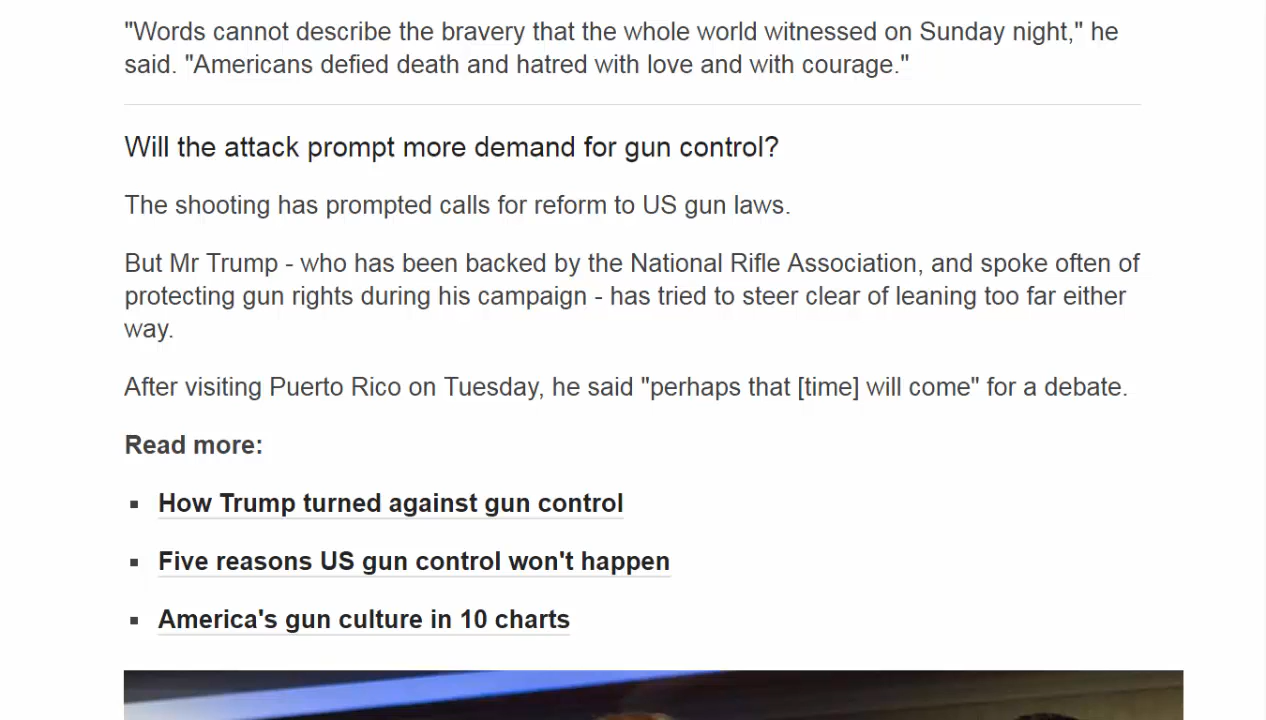 "Words cannot describe the bravery that the whole world witnessed on Sunday night," he
said. "Americans defied death and hatred with love and with courage."
Will the attack prompt more demand for gun control?
The shooting has prompted calls for reform to US gun laws.
But Mr Trump - who has been backed by the National Rifle Association, and spoke often of
protecting gun rights during his campaign - has tried to steer clear of leaning too far either
way.
After visiting Puerto Rico on Tuesday, he said "perhaps that [time] will come" for a debate.
Read more:
▪ How Trump turned against gun control
▪ Five reasons US gun control won't happen
▪ America's gun culture in 10 charts